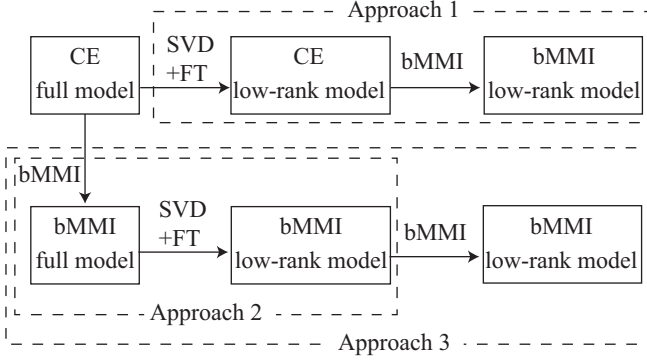 Approach 1
CE
full model
SVD
+FT
CE
low-rank model
bMMI
bMMI
low-rank model
bMMI
bMMI
full model
SVD
+FT
bMMI
low-rank model
bMMI
bMMI
low-rank model
Approach 2
Approach 3